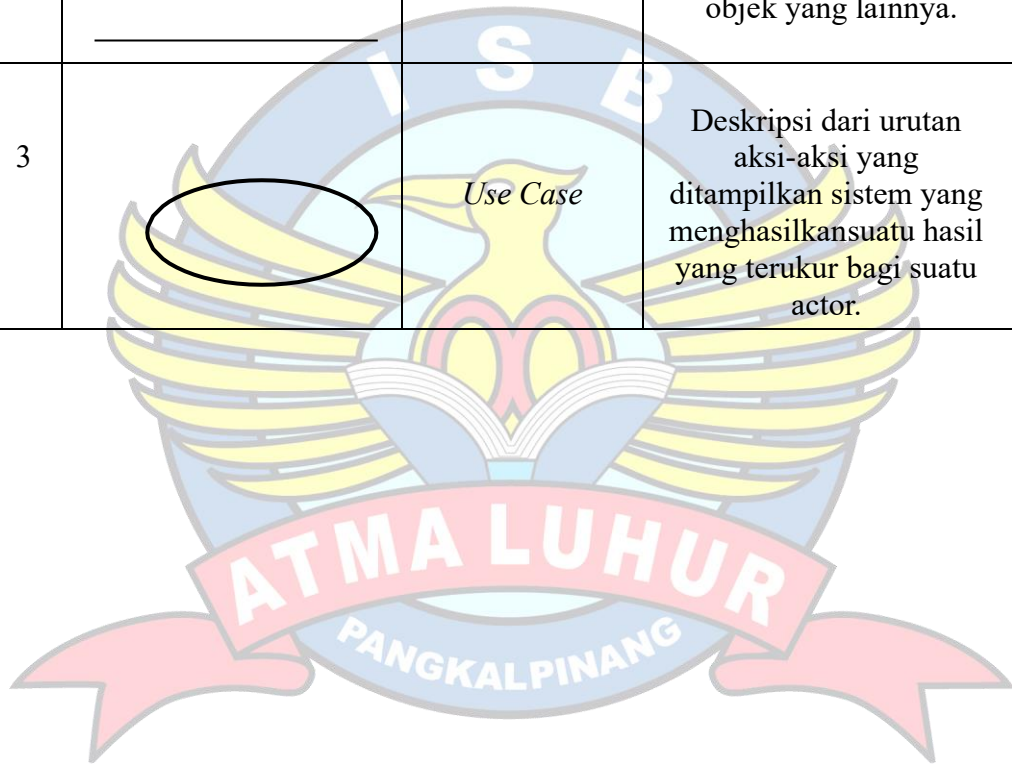 objek yang lainnya.
3
Use Case
Deskripsi dari urutan
aksi-aksi yang
ditampilkan sistem yang
menghasilkansuatu hasil
yang terukur bagi suatu
actor.
I S B
ATMA LUHUR
PANGKALPINANG